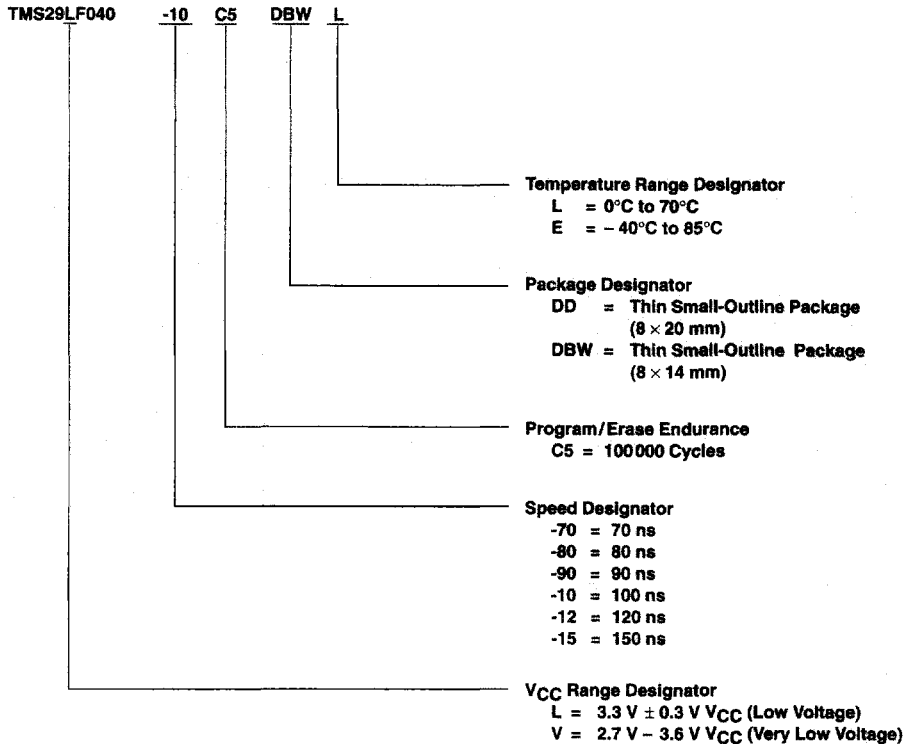 TMS29LF040 -10 C5 DBW L
Temperature Range Designator
L = 0°C to 70°C
E = – 40°C to 85°C
Package Designator
DD = Thin Small-Outline Package
(8 × 20 mm)
DBW = Thin Small-Outline Package
(8 × 14 mm)
Program/Erase Endurance
C5 = 100 000 Cycles
Speed Designator
-70 = 70 ns
-80 = 80 ns
-90 = 90 ns
-10 = 100 ns
-12 = 120 ns
-15 = 150 ns
VCC Range Designator
L = 3.3 V ± 0.3 V VCC (Low Voltage)
V = 2.7 V – 3.6 V VCC (Very Low Voltage)